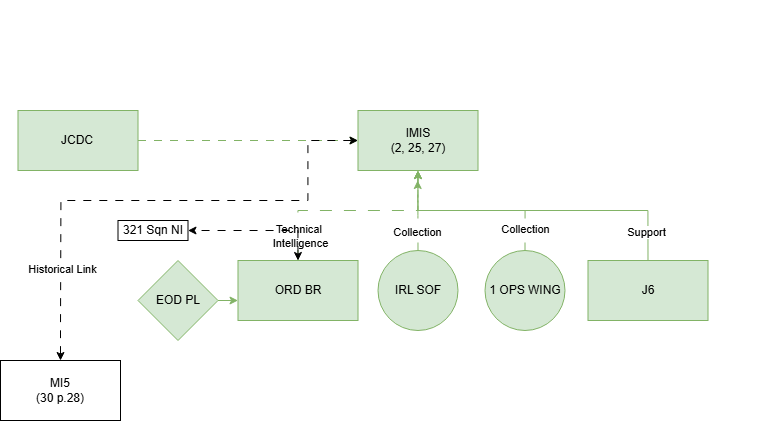 JCDC
IMIS
(2, 25, 27)
321 Sqn NI
Technical
Intelligence
Collection
Collection
Support
Historical Link
EOD PL
ORD BR
IRL SOF
1 OPS WING
J6
MI5
(30 p.28)